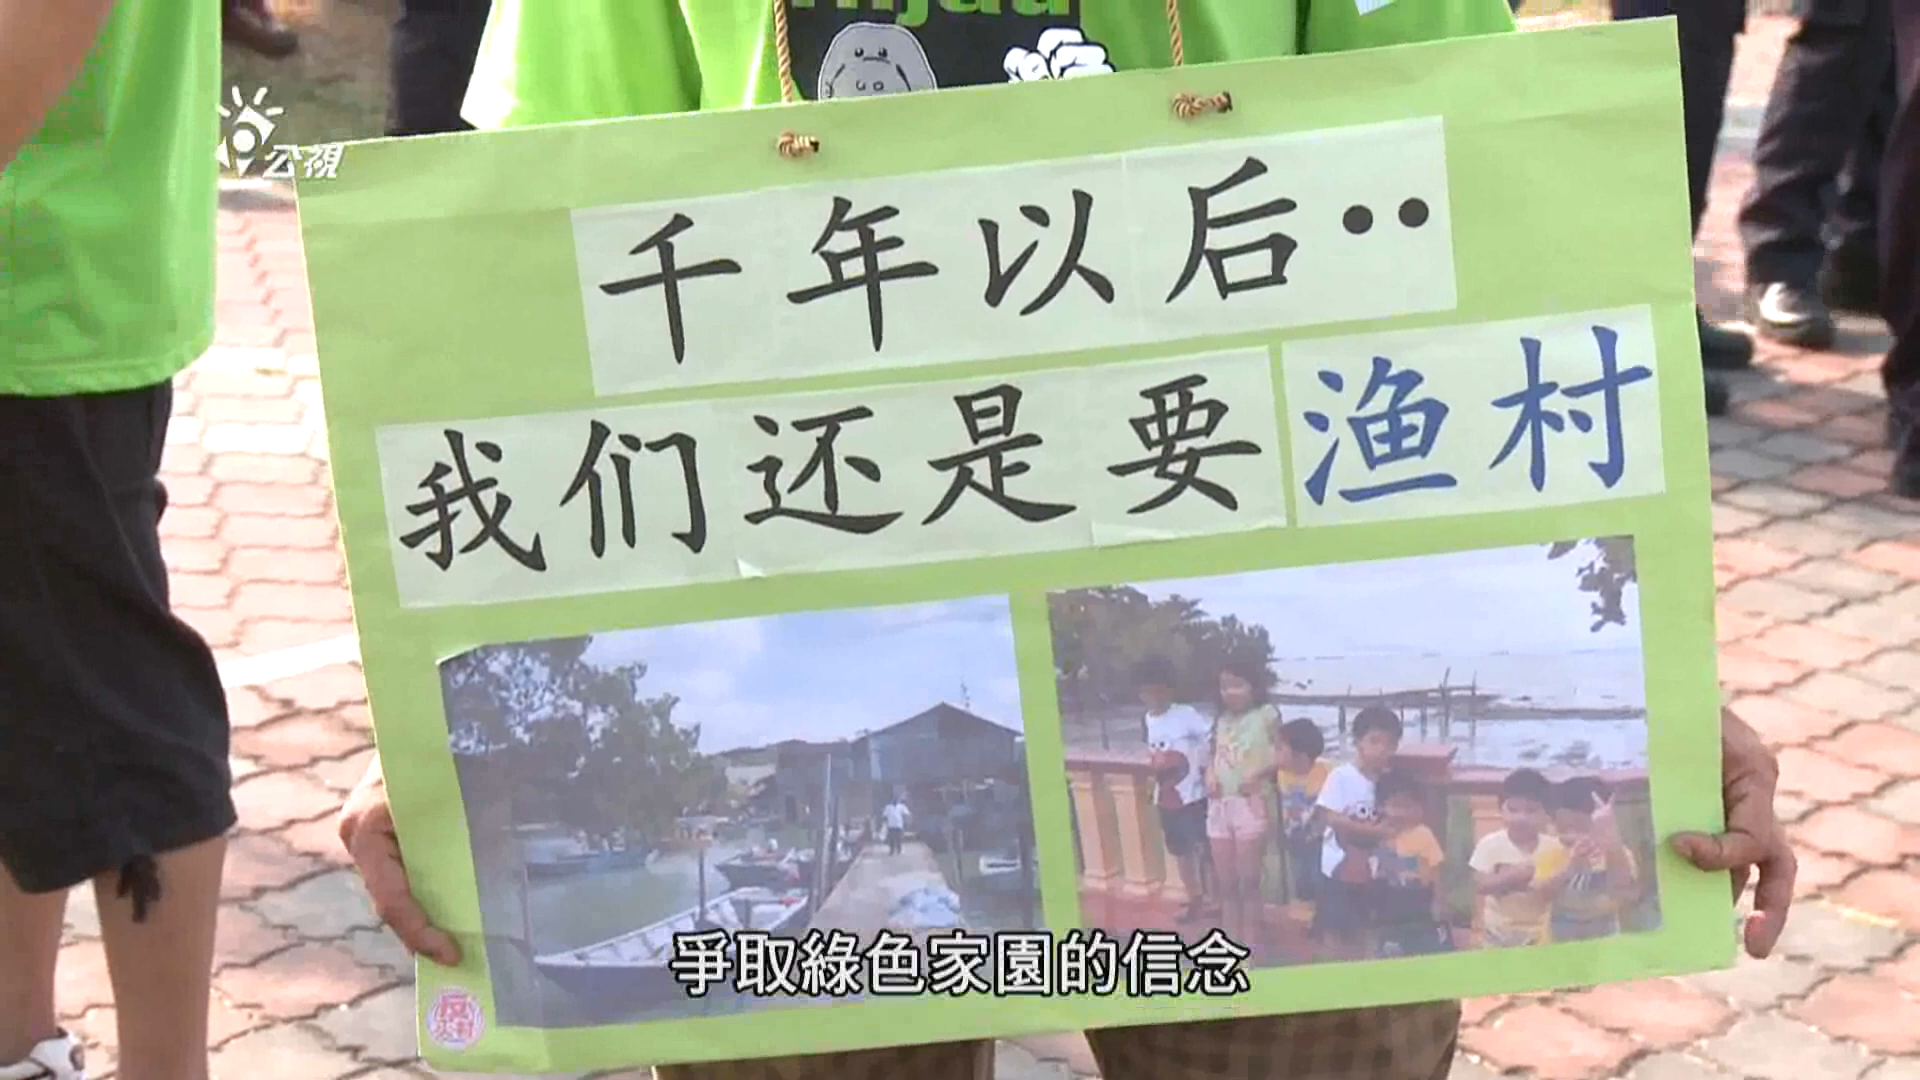 公視
千年以后··
我们还是要渔村
爭取綠色家園的信念